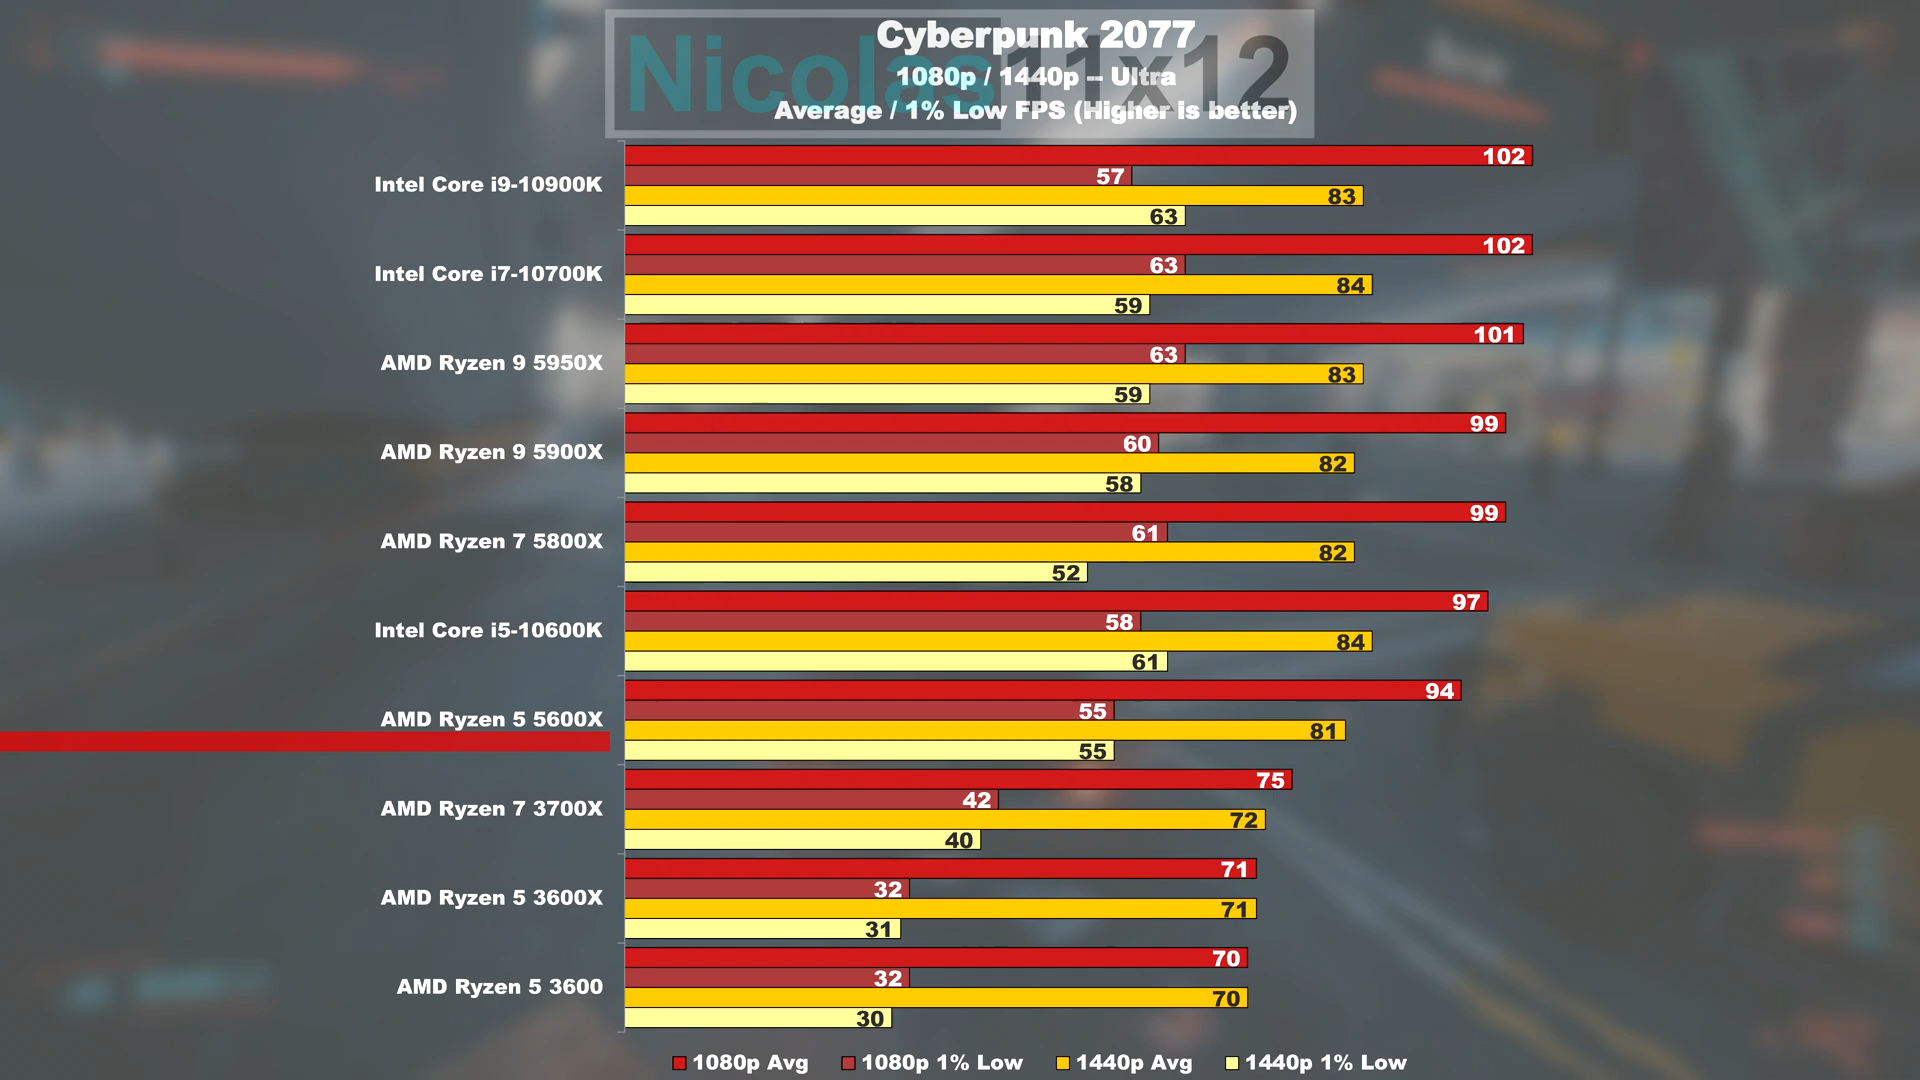 Cyberpunk 2077
Nicolas11x12
1080p / 1440p -- Ultra
Average / 1% Low FPS (Higher is better)
Intel Core i9-10900K
102
57
83
63
Intel Core i7-10700K
102
63
84
59
AMD Ryzen 9 5950X
101
63
83
59
AMD Ryzen 9 5900X
99
60
82
58
AMD Ryzen 7 5800X
99
61
82
52
Intel Core i5-10600K
97
58
84
61
AMD Ryzen 5 5600X
94
55
81
55
AMD Ryzen 7 3700X
75
42
72
40
AMD Ryzen 5 3600X
71
32
71
31
AMD Ryzen 5 3600
70
32
70
30
1080p Avg 1080p 1% Low 1440p Avg 1440p 1% Low